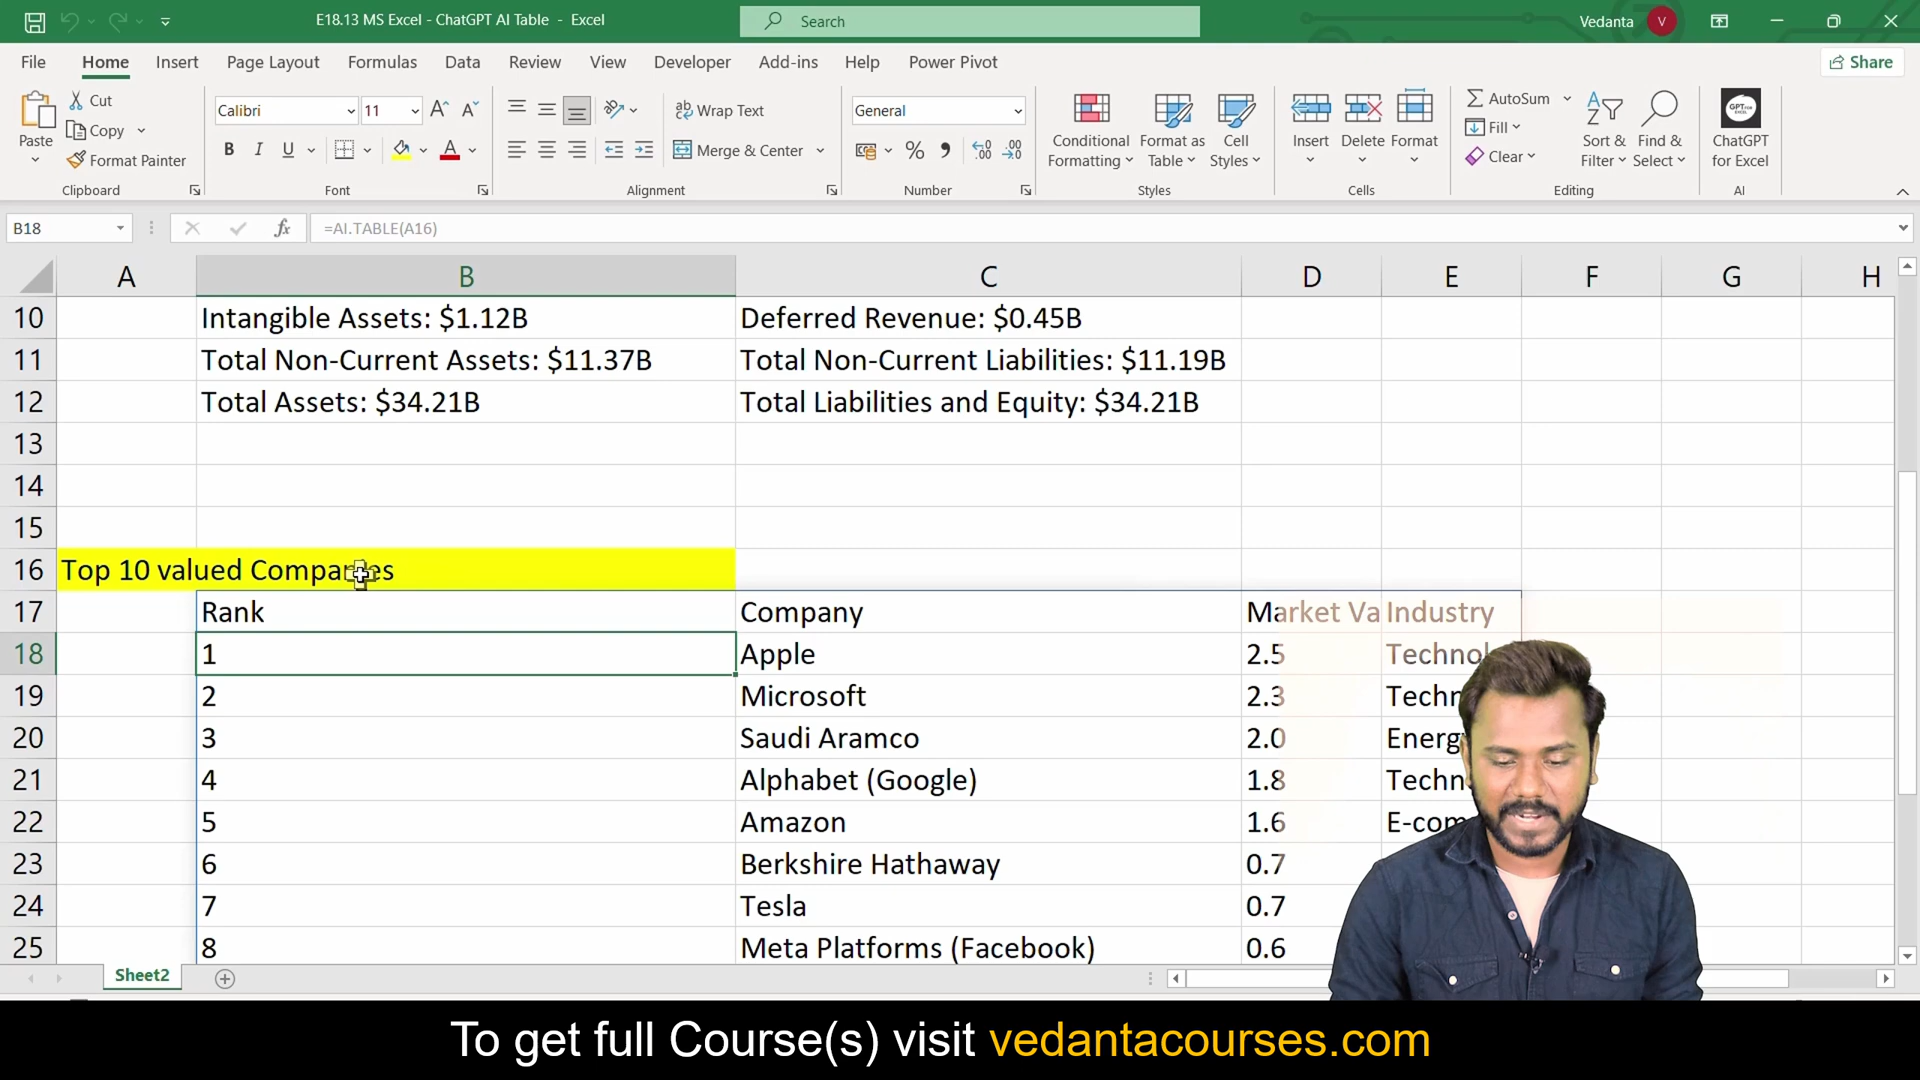 E18.13 MS Excel - ChatGPT AI Table - Excel
Search
Vedanta
V
File Home Insert Page Layout Formulas Data Review View Developer Add-ins Help Power Pivot
Share
Paste
Cut
Copy
Format Painter
Clipboard
Calibri 11
B I U
Font
Wrap Text
Merge & Center
Alignment
General
Number
Conditional Formatting
Format as Table
Cell Styles
Styles
Insert Delete Format
Cells
AutoSum
Fill
Clear
Sort & Filter
Find & Select
Editing
ChatGPT for Excel
AI
B18 fx =AI.TABLE(A16)
A B C D E F G H
10 Intangible Assets: $1.12B Deferred Revenue: $0.45B
11 Total Non-Current Assets: $11.37B Total Non-Current Liabilities: $11.19B
12 Total Assets: $34.21B Total Liabilities and Equity: $34.21B
13
14
15
16 Top 10 valued Companies
17 Rank Company Market Va Industry
18 1 Apple 2.5
19 2 Microsoft 2.3
20 3 Saudi Aramco 2.0
21 4 Alphabet (Google) 1.8
22 5 Amazon 1.6
23 6 Berkshire Hathaway 0.7
24 7 Tesla 0.7
25 8 Meta Platforms (Facebook) 0.6
Sheet2
To get full Course(s) visit vedantacourses.com